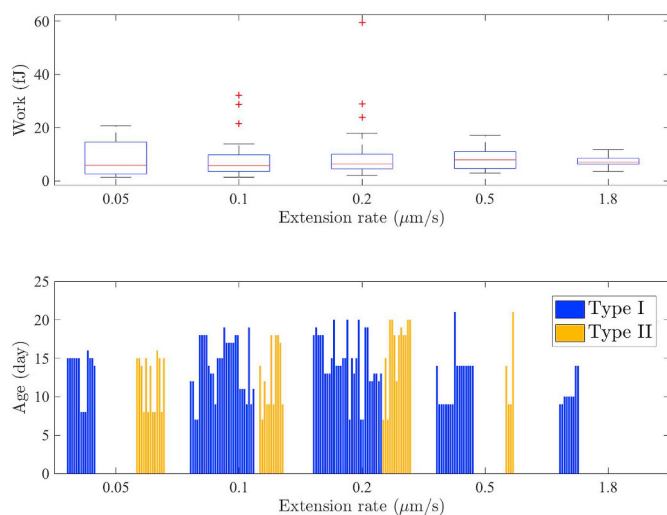 60
40
20
0
Work (fJ)
0.05 0.1 0.2 0.5 1.8
Extension rate (μm/s)
25
20
15
10
5
0
Age (day)
Type I
Type II
0.05 0.1 0.2 0.5 1.8
Extension rate (μm/s)